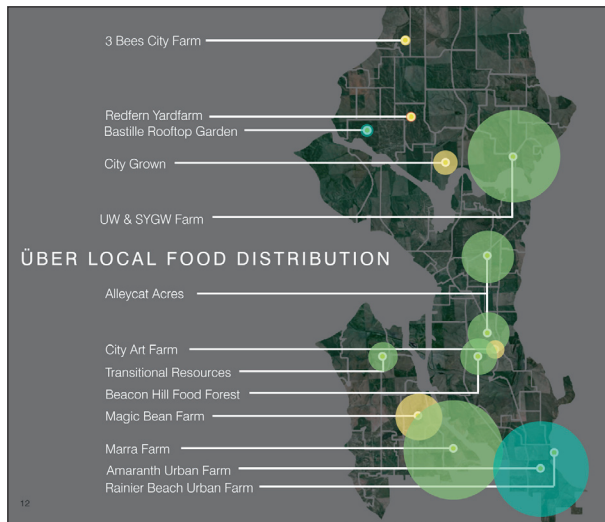 3 Bees City Farm
Redfern Yardfarm
Bastille Rooftop Garden
City Grown
UW & SYGW Farm
ÜBER LOCAL FOOD DISTRIBUTION
Alleycat Acres
City Art Farm
Transitional Resources
Beacon Hill Food Forest
Magic Bean Farm
Marra Farm
Amaranth Urban Farm
Rainier Beach Urban Farm
12